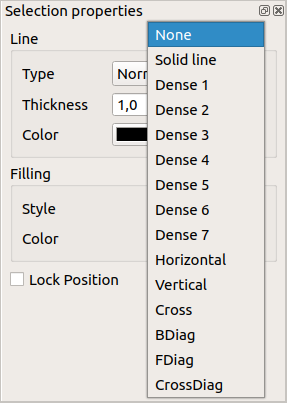 Selection properties
Line
Type Norr
Thickness 1,0
Color
Filling
Style
Color
Lock Position
None
Solid line
Dense 1
Dense 2
Dense 3
Dense 4
Dense 5
Dense 6
Dense 7
Horizontal
Vertical
Cross
BDiag
FDiag
CrossDiag